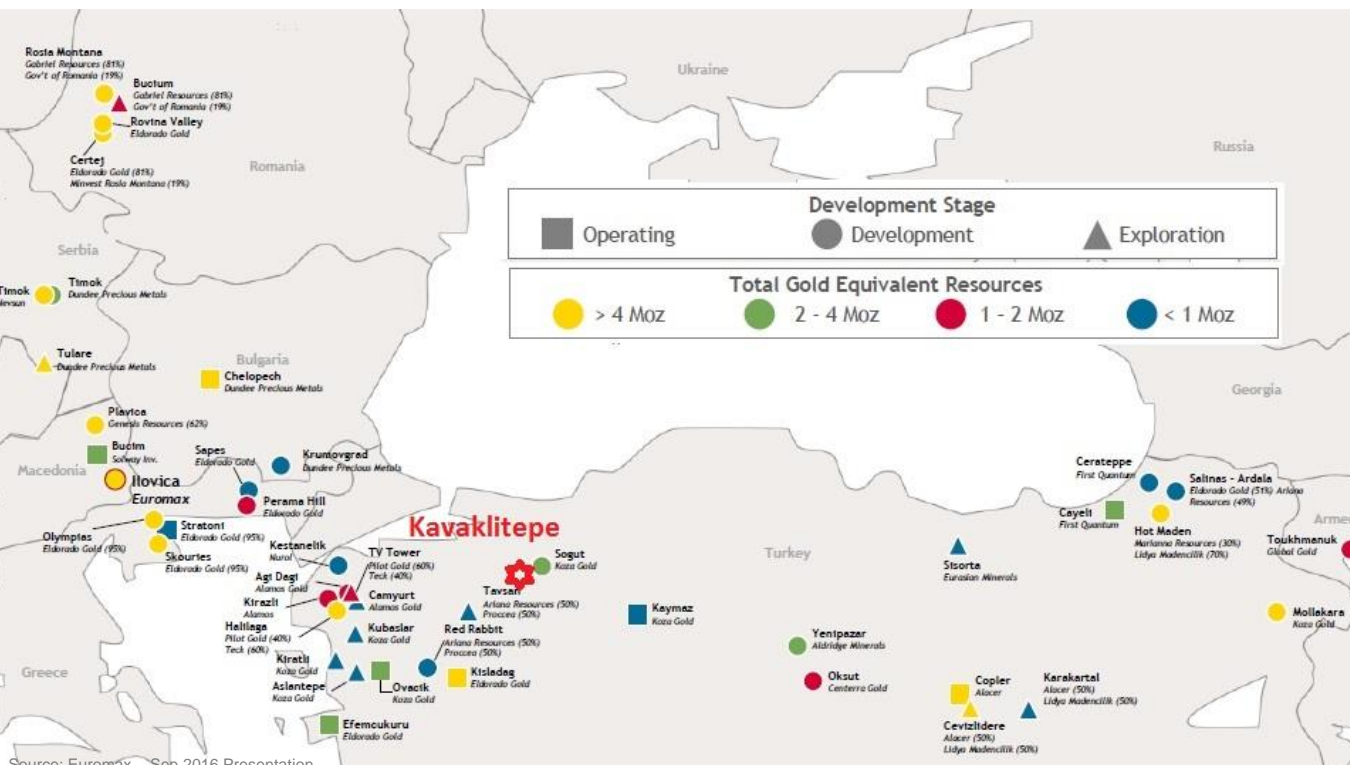 Rosia Montana
Gabriel Resources (81%)
Gov't of Romania (19%)
Bucium
Gabriel Resources (81%)
Gov't of Romania (19%)
Rovina Valley
Eldorado Gold
Certej
Eldorado Gold (81%)
Minvest Rosia Montana (19%)
Romania
Ukraine
Russia
Development Stage
Operating
Development
Exploration
Total Gold Equivalent Resources
> 4 Moz
2 - 4 Moz
1 - 2 Moz
< 1 Moz
Serbia
Timok
Timok
Dundee Precious Metals
Tulare
Dundee Precious Metals
Bulgaria
Chelopech
Dundee Precious Metals
Georgia
Plavica
Genesis Resources (62%)
Bucim
Solway Inv.
Macedonia
Ilovica
Euromax
Sapes
Eldorado Gold
Krumovgrad
Dundee Precious Metals
Perama Hill
Eldorado Gold
Olympias
Eldorado Gold (95%)
Stratoni
Eldorado Gold (95%)
Skouries
Eldorado Gold (95%)
Kavaklitepe
Kestanelik
Nurol
TV Tower
Pilot Gold (60%)
Teck (40%)
Agi Dagi
Alamos Gold
Camyurt
Alamos Gold
Kirazli
Alamos
Halilaga
Pilot Gold (40%)
Teck (60%)
Kubaslar
Koza Gold
Kiratli
Koza Gold
Aslantepe
Koza Gold
Ovacik
Koza Gold
Efemcukuru
Eldorado Gold
Greece
Sogut
Koza Gold
Tavsan
Ariana Resources (50%)
Proccea (50%)
Red Rabbit
Ariana Resources (50%)
Proccea (50%)
Kisladag
Eldorado Gold
Kaymaz
Koza Gold
Turkey
Yenipazar
Aldridge Minerals
Oksut
Centerra Gold
Sisorta
Eurasian Minerals
Cerateppe
First Quantum
Cayeli
First Quantum
Salinas - Ardala
Eldorado Gold (51%) Ariana
Resources (49%)
Hot Maden
Marianna Resources (30%)
Lidya Madencilik (70%)
Arme
Toukhmanuk
Global Gold
Mollakara
Koza Gold
Copler
Alacer
Karakartal
Alacer (50%)
Lidya Madencilik (50%)
Cevizlidere
Alacer (50%)
Lidya Madencilik (50%)
Source: Euromax
Sep 2016 Presentation